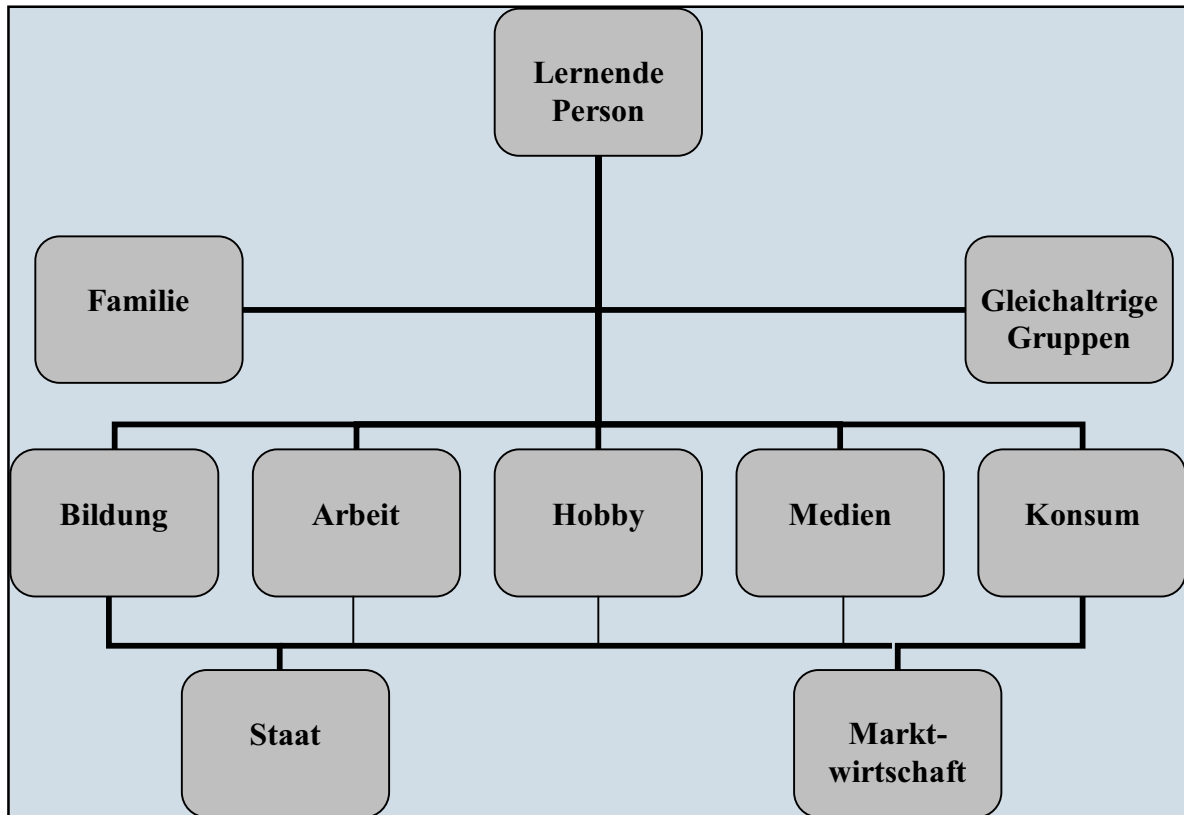 Lernende
Person
Familie
Gleichaltrige
Gruppen
Bildung
Arbeit
Hobby
Medien
Konsum
Staat
Markt-
wirtschaft